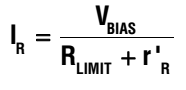 I_R = V_BIAS / (R_LIMIT + r'_R)